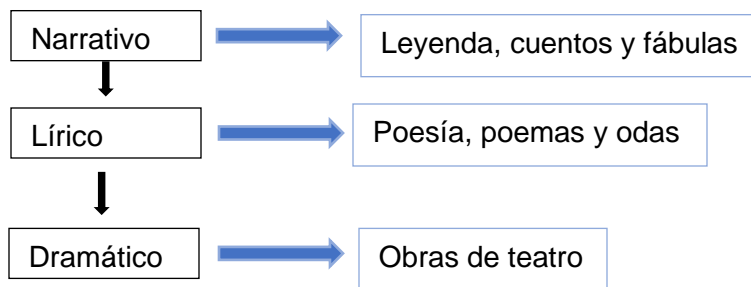 Narrativo
Leyenda, cuentos y fábulas
Lírico
Poesía, poemas y odas
Dramático
Obras de teatro